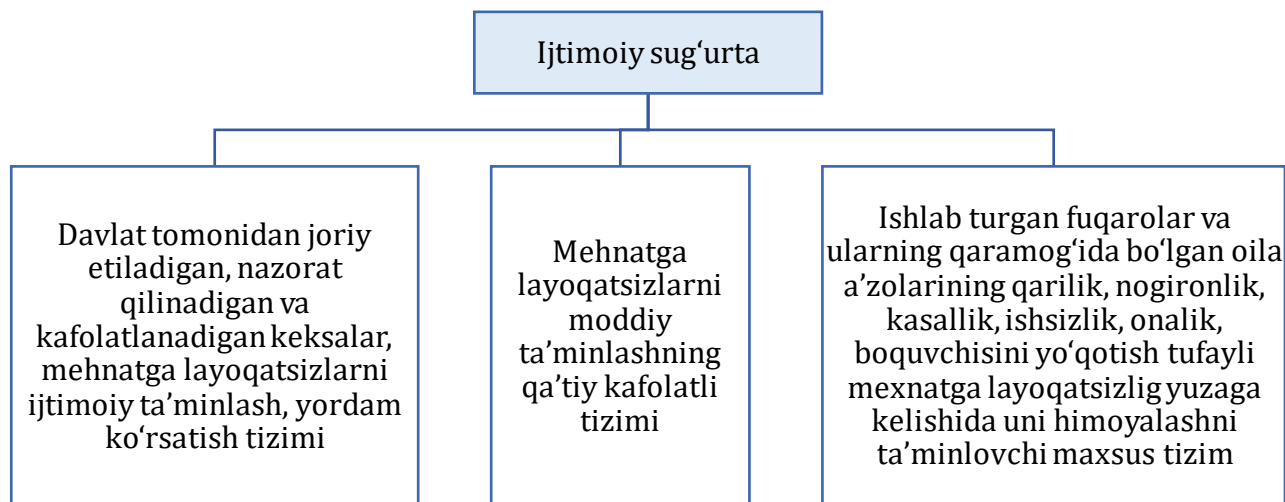 Ijtimoiy sug‘urta
Davlat tomonidan joriy
etiladigan, nazorat
qilinadigan va
kafolatlanadigan keksalar,
mehnatga layoqatsizlarni
ijtimoiy ta’minlash, yordam
ko‘rsatish tizimi
Mehnatga
layoqatsizlarni
moddiy
ta’minlashning
qa’tiy kafolatli
tizimi
Ishlab turgan fuqarolar va
ularning qaramog‘ida bo‘lgan oila
a’zolarining qarilik, nogironlik,
kasallik, ishsizlik, onalik,
boquvchisini yo‘qotish tufayli
mexnatga layoqatsizlig yuzaga
kelishida uni himoyalashni
ta’minlovchi maxsus tizim